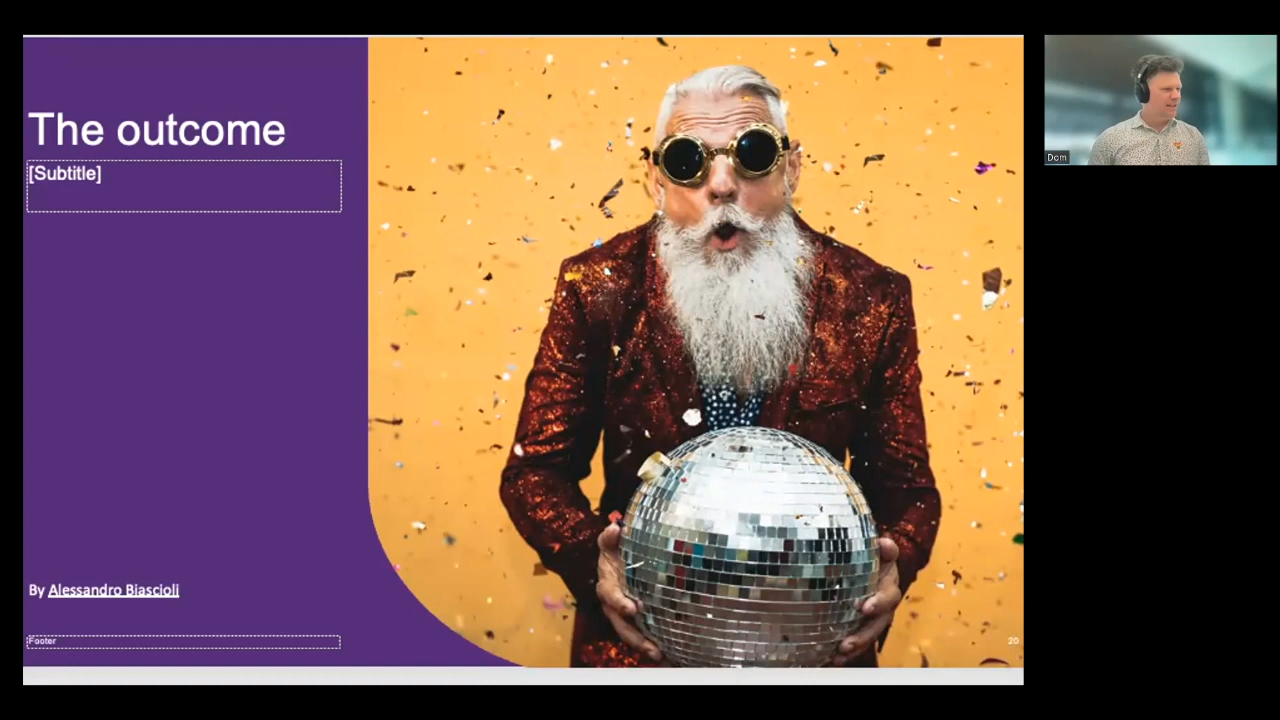 The outcome
[Subtitle]
By Alessandro Biascioli
Footer
20
Dom